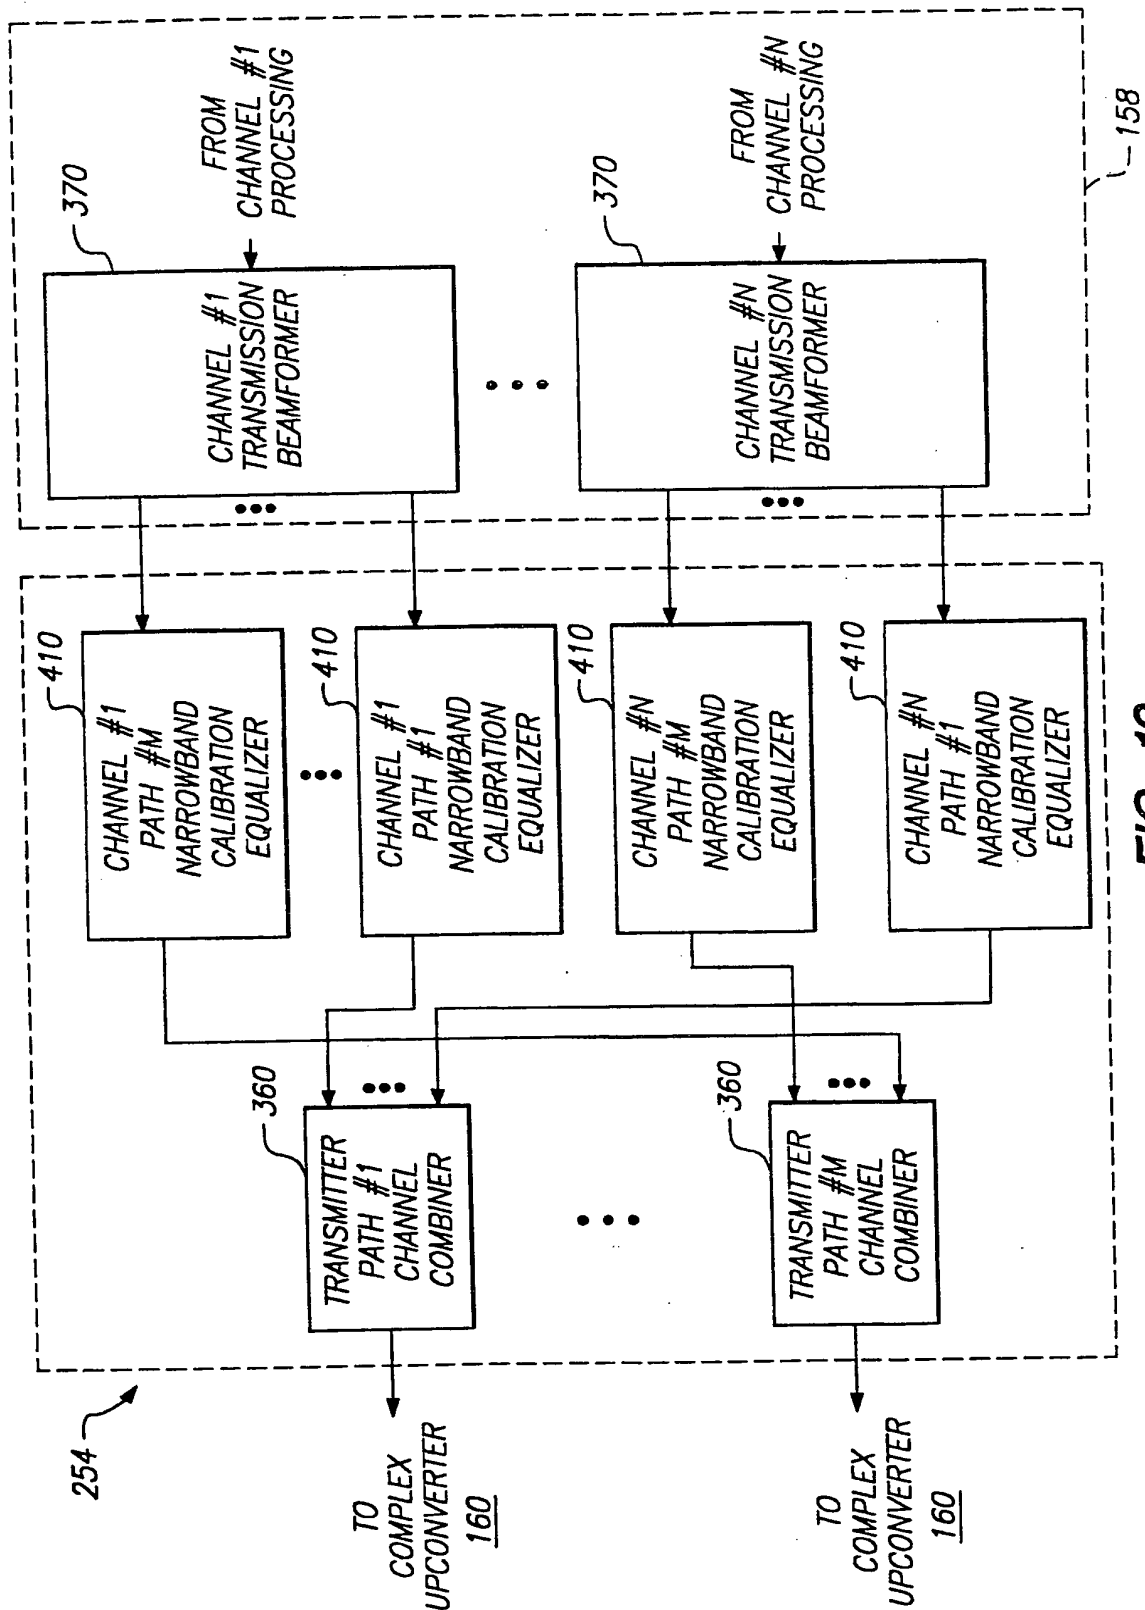 254
TO
COMPLEX
UPCONVERTER
160
360
TRANSMITTER
PATH #1
CHANNEL
COMBINER
410
CHANNEL #1
PATH #M
NARROWBAND
CALIBRATION
EQUALIZER
410
CHANNEL #1
PATH #1
NARROWBAND
CALIBRATION
EQUALIZER
370
CHANNEL #1
TRANSMISSION
BEAMFORMER
FROM
CHANNEL #1
PROCESSING
TO
COMPLEX
UPCONVERTER
160
360
TRANSMITTER
PATH #M
CHANNEL
COMBINER
410
CHANNEL #N
PATH #M
NARROWBAND
CALIBRATION
EQUALIZER
410
CHANNEL #N
PATH #1
NARROWBAND
CALIBRATION
EQUALIZER
370
CHANNEL #N
TRANSMISSION
BEAMFORMER
FROM
CHANNEL #N
PROCESSING
158
FIG.